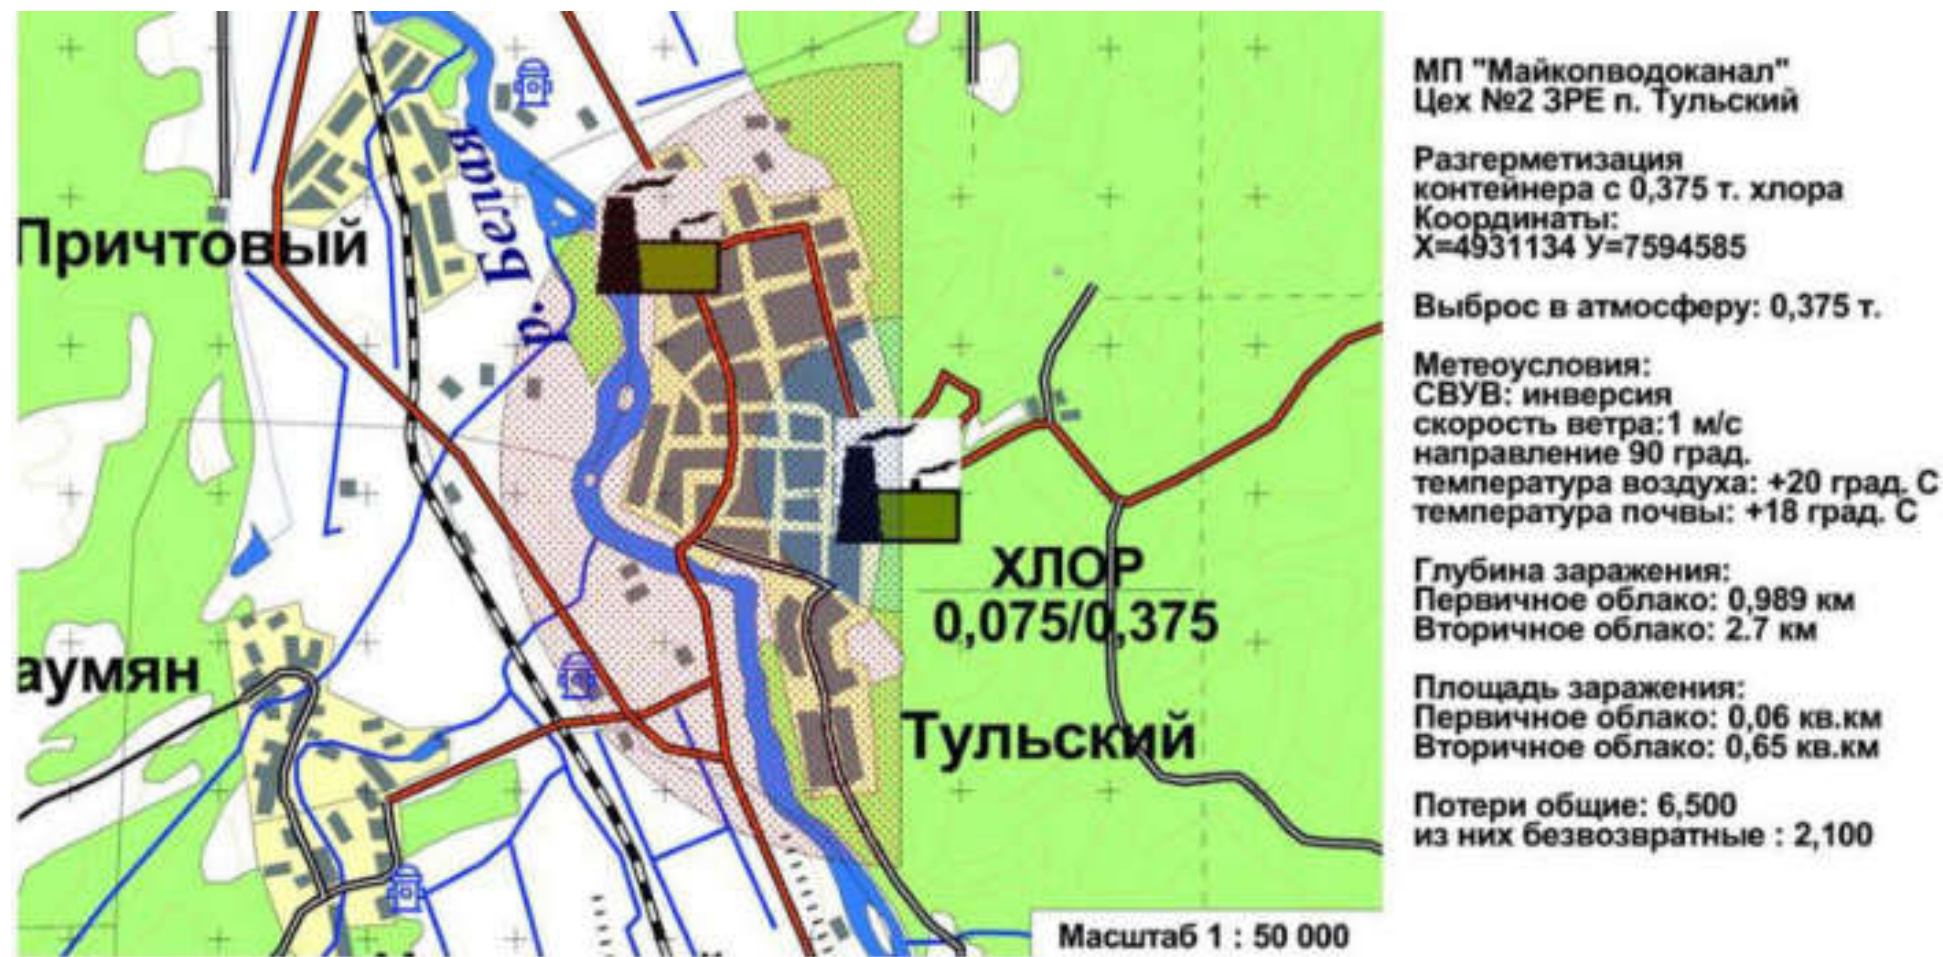 Причтовый
р. Белая
аумян
ХЛОР
0,075/0,375
Тульский
Масштаб 1 : 50 000
МП "Майкопводоканал"
Цех №2 ЗРЕ п. Тульский
Разгерметизация
контейнера с 0,375 т. хлора
Координаты:
Х=4931134 У=7594585
Выброс в атмосферу: 0,375 т.
Метеоусловия:
СВУВ: инверсия
скорость ветра:1 м/с
направление 90 град.
температура воздуха: +20 град. С
температура почвы: +18 град. С
Глубина заражения:
Первичное облако: 0,989 км
Вторичное облако: 2.7 км
Площадь заражения:
Первичное облако: 0,06 кв.км
Вторичное облако: 0,65 кв.км
Потери общие: 6,500
из них безвозвратные : 2,100